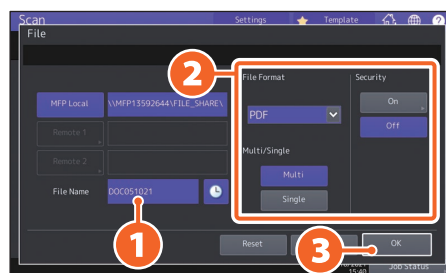 Scan
Settings
Template
File
2
File Format
Security
MFP Local
\\MFP13592644\FILE_SHARE\
PDF
On
Off
Remote 1
Multi/Single
Remote 2
Multi
File Name
DOC051021
Single
1
Reset
3
OK
15:40
Job Status